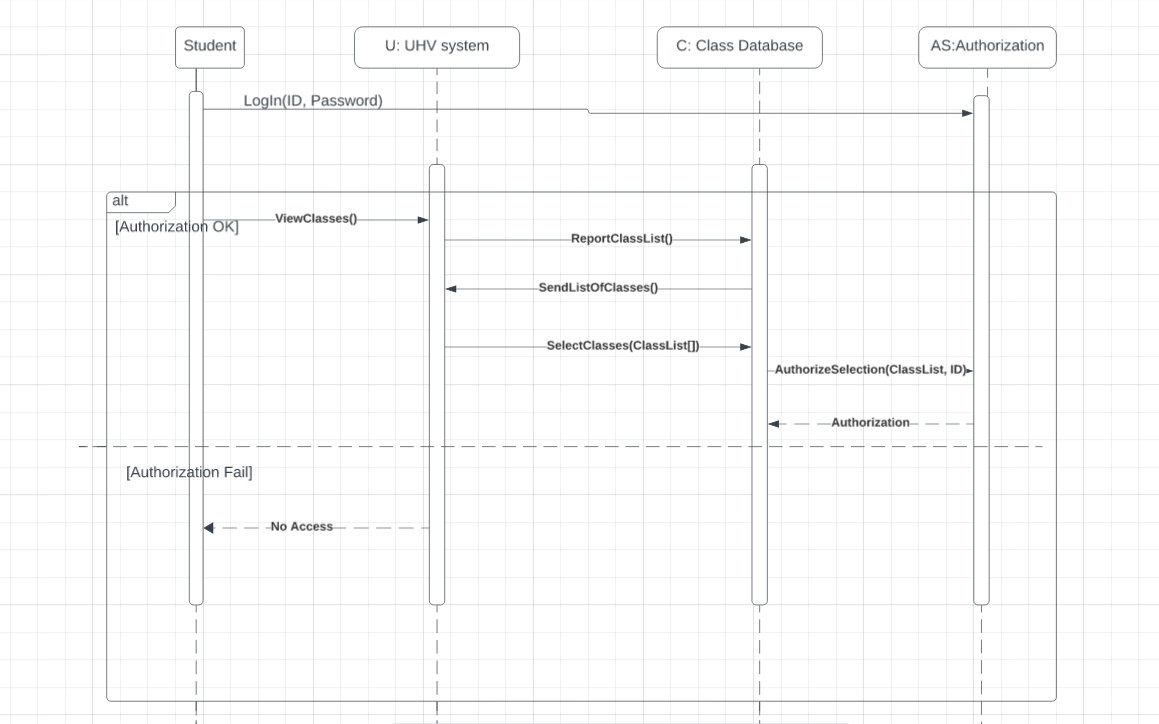 Student
U: UHV system
C: Class Database
AS:Authorization
LogIn(ID, Password)
alt
[Authorization OK]
ViewClasses()
ReportClassList()
SendListOfClasses()
SelectClasses(ClassList[])
AuthorizeSelection(ClassList, ID)
Authorization
[Authorization Fail]
No Access